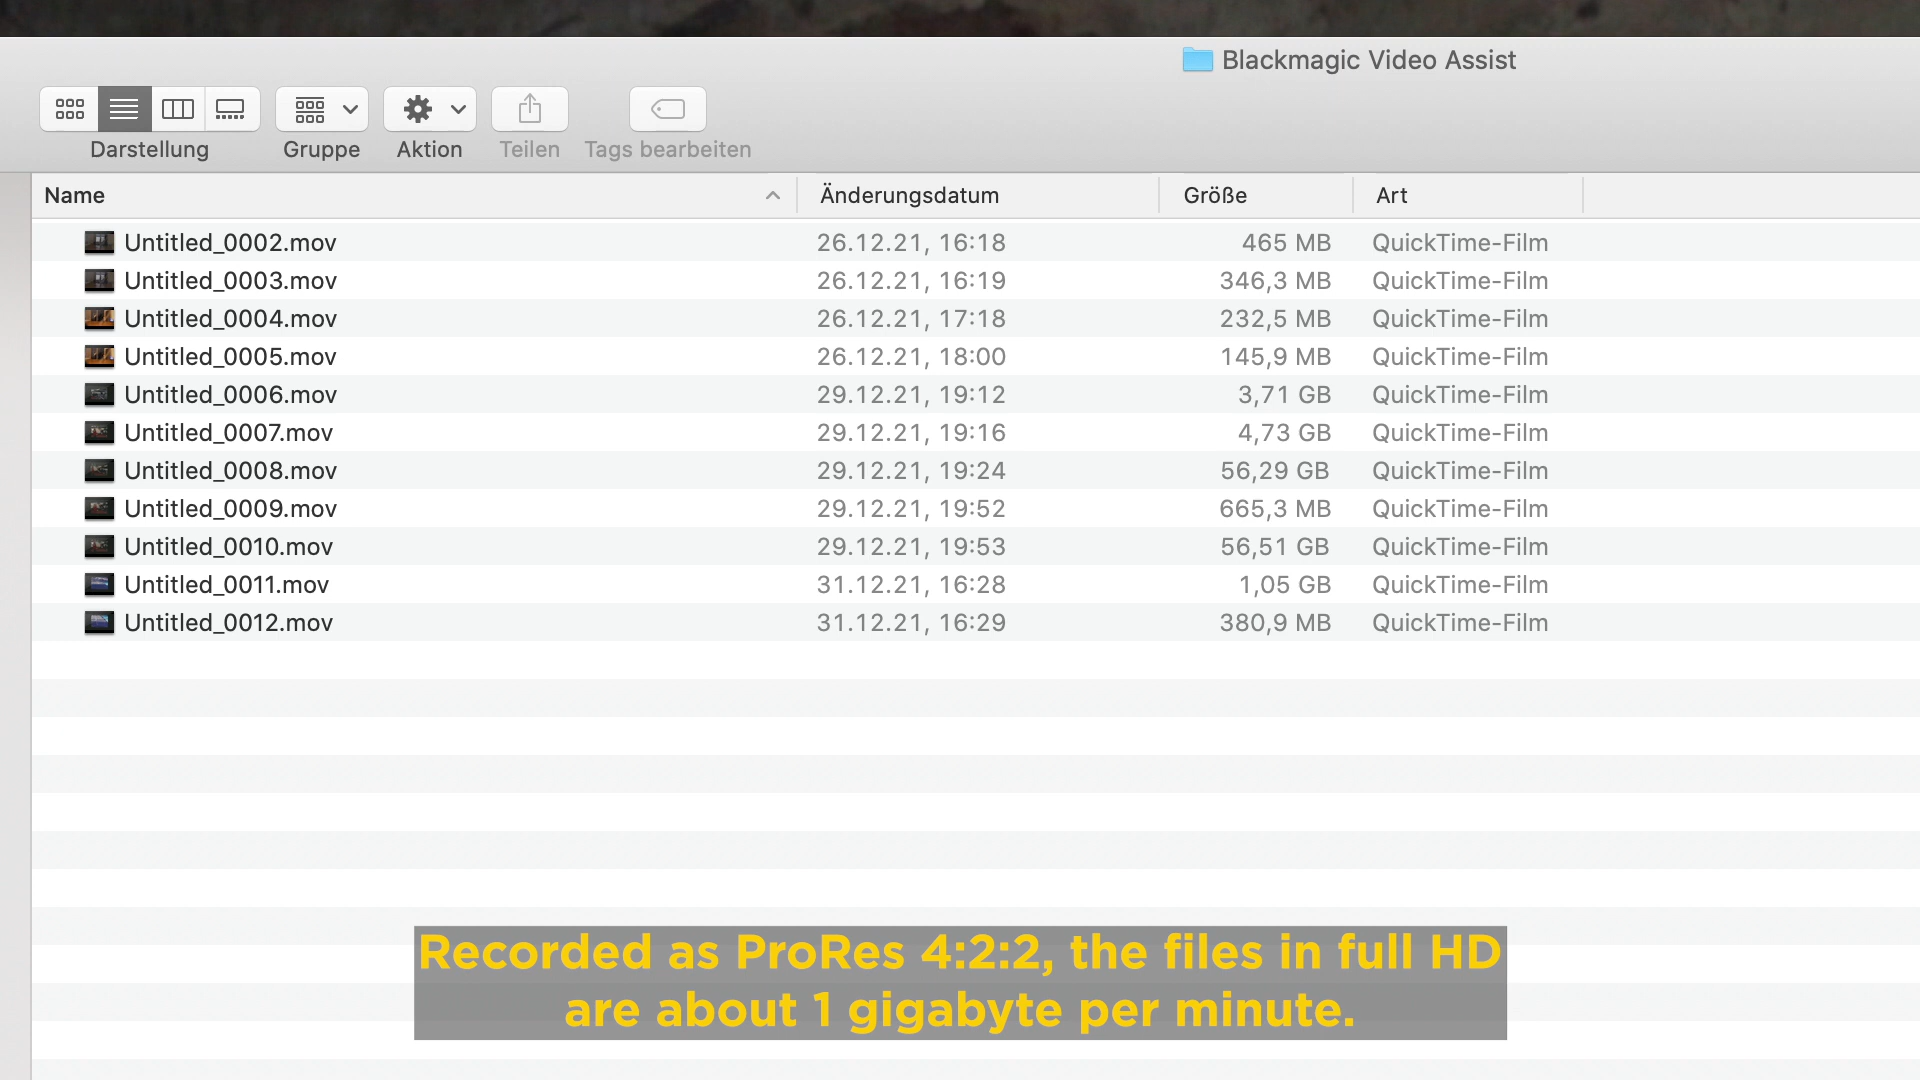 Blackmagic Video Assist
Darstellung Gruppe Aktion Teilen Tags bearbeiten
Name Änderungsdatum Größe Art
Untitled_0002.mov 26.12.21, 16:18 465 MB QuickTime-Film
Untitled_0003.mov 26.12.21, 16:19 346,3 MB QuickTime-Film
Untitled_0004.mov 26.12.21, 17:18 232,5 MB QuickTime-Film
Untitled_0005.mov 26.12.21, 18:00 145,9 MB QuickTime-Film
Untitled_0006.mov 29.12.21, 19:12 3,71 GB QuickTime-Film
Untitled_0007.mov 29.12.21, 19:16 4,73 GB QuickTime-Film
Untitled_0008.mov 29.12.21, 19:24 56,29 GB QuickTime-Film
Untitled_0009.mov 29.12.21, 19:52 665,3 MB QuickTime-Film
Untitled_0010.mov 29.12.21, 19:53 56,51 GB QuickTime-Film
Untitled_0011.mov 31.12.21, 16:28 1,05 GB QuickTime-Film
Untitled_0012.mov 31.12.21, 16:29 380,9 MB QuickTime-Film
Recorded as ProRes 4:2:2, the files in full HD
are about 1 gigabyte per minute.